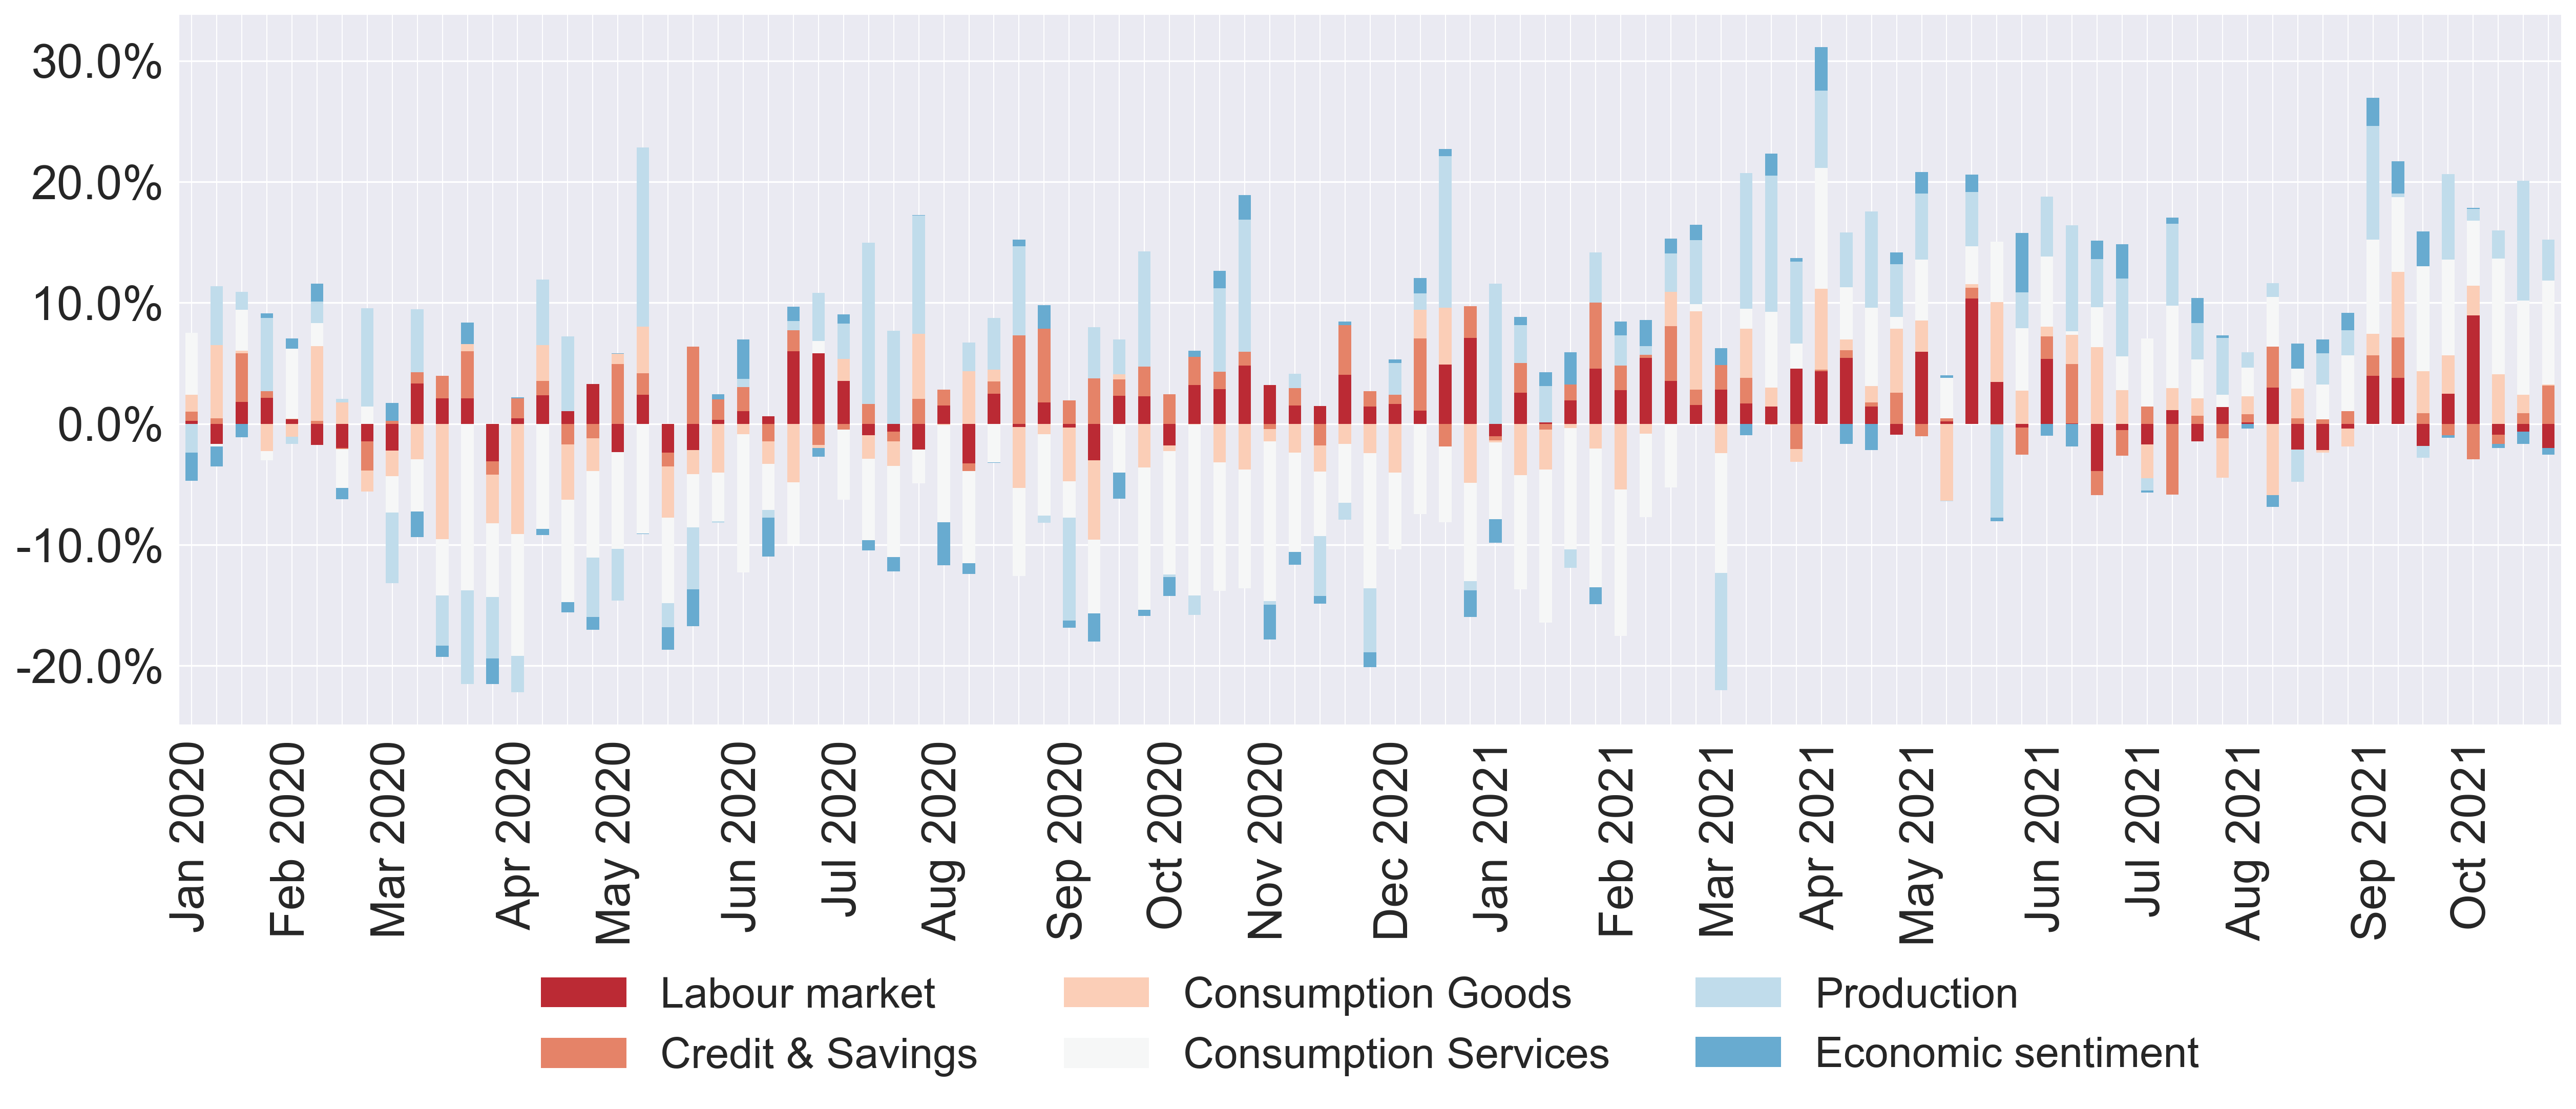 30.0%
20.0%
10.0%
0.0%
-10.0%
-20.0%
Jan 2020
Feb 2020
Mar 2020
Apr 2020
May 2020
Jun 2020
Jul 2020
Aug 2020
Sep 2020
Oct 2020
Nov 2020
Dec 2020
Jan 2021
Feb 2021
Mar 2021
Apr 2021
May 2021
Jun 2021
Jul 2021
Aug 2021
Sep 2021
Oct 2021
Labour market
Consumption Goods
Production
Credit & Savings
Consumption Services
Economic sentiment